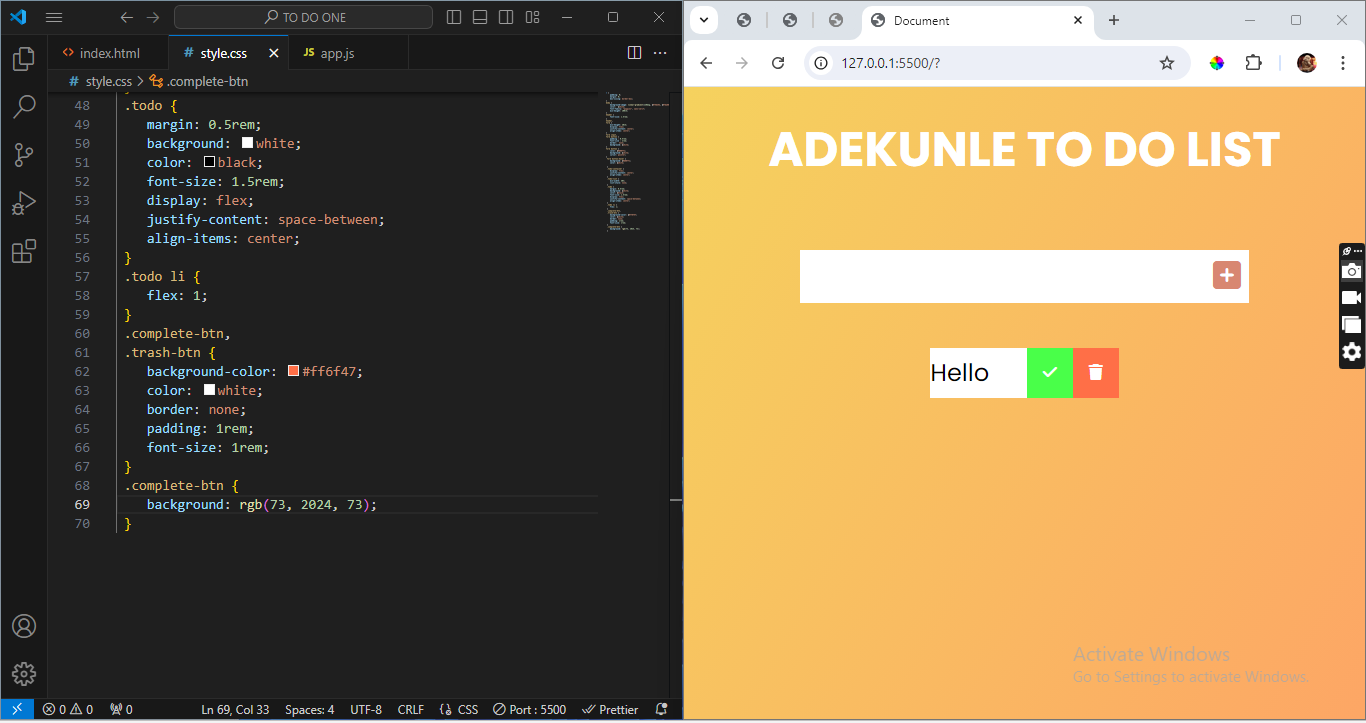 TO DO ONE
index.html
# style.css
JS app.js
# style.css > .complete-btn
48 .todo {
49 margin: 0.5rem;
50 background: white;
51 color: black;
52 font-size: 1.5rem;
53 display: flex;
54 justify-content: space-between;
55 align-items: center;
56 }
57 .todo li {
58 flex: 1;
59 }
60 .complete-btn,
61 .trash-btn {
62 background-color: #ff6f47;
63 color: white;
64 border: none;
65 padding: 1rem;
66 font-size: 1rem;
67 }
68 .complete-btn {
69 background: rgb(73, 2024, 73);
70 }
0 0 0 Ln 69, Col 33 Spaces: 4 UTF-8 CRLF {} CSS Port : 5500 Prettier
Document
127.0.0.1:5500/?
ADEKUNLE TO DO LIST
Hello
Activate Windows
Go to Settings to activate Windows.